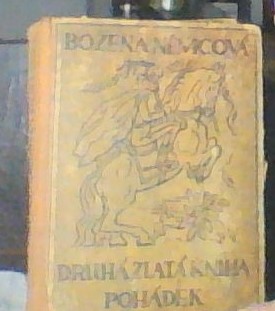 BOŽENA NĚMCOVÁ
DRUHÁ ZLATÁ KNIHA
POHÁDEK